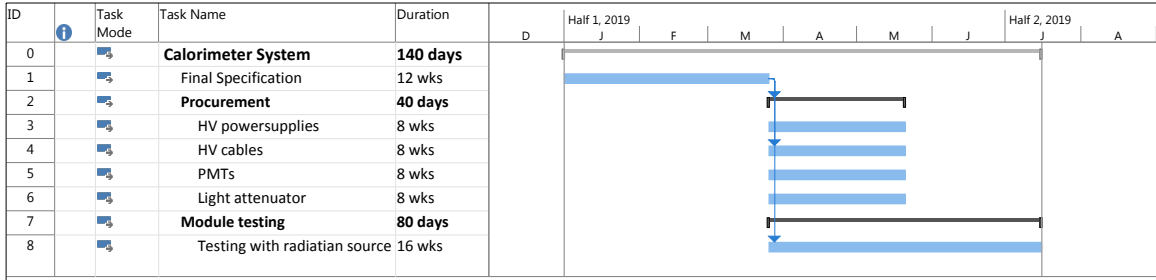 ID Task Mode Task Name Duration
Half 1, 2019 Half 2, 2019
D J F M A M J J A
0 Calorimeter System 140 days
1 Final Specification 12 wks
2 Procurement 40 days
3 HV powersupplies 8 wks
4 HV cables 8 wks
5 PMTs 8 wks
6 Light attenuator 8 wks
7 Module testing 80 days
8 Testing with radiatian source 16 wks